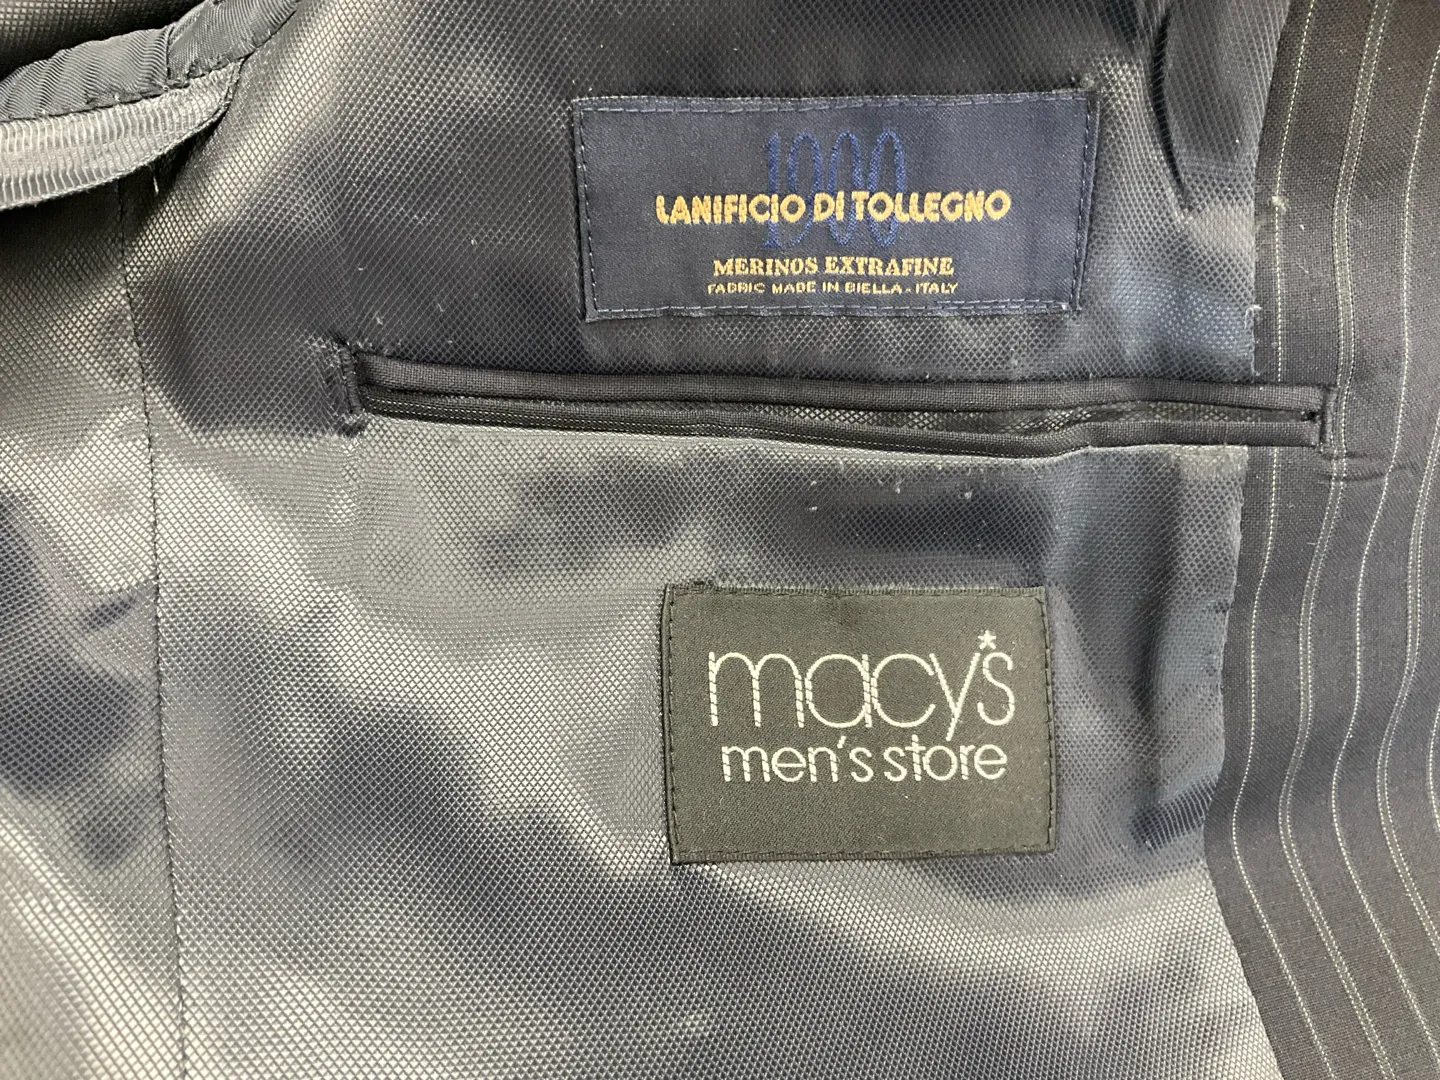 1900
LANIFICIO DI TOLLEGNO
MERINOS EXTRAFINE
FABRIC MADE IN BIELLA - ITALY
macy's
men's store